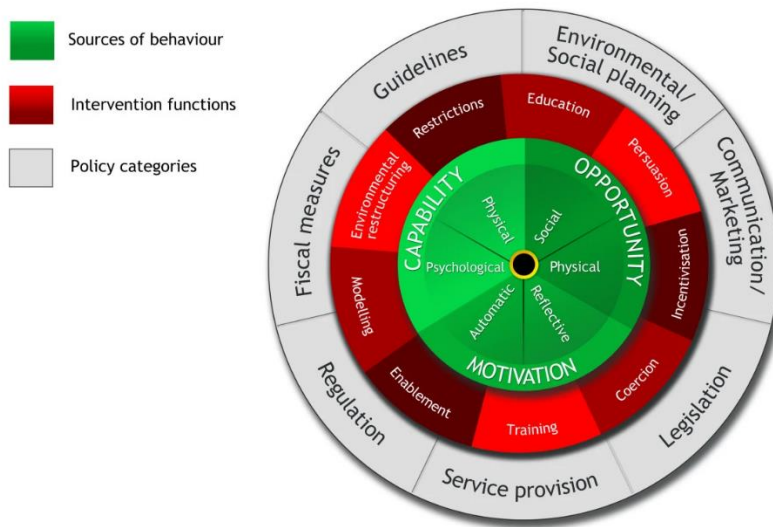 Sources of behaviour
Intervention functions
Policy categories
Guidelines
Environmental/
Social planning
Communication/
Marketing
Legislation
Service provision
Regulation
Fiscal measures
Restrictions
Education
Persuasion
Incentivisation
Coercion
Training
Enablement
Modelling
Environmental
restructuring
CAPABILITY
OPPORTUNITY
MOTIVATION
Physical
Social
Physical
Reflective
Automatic
Psychological